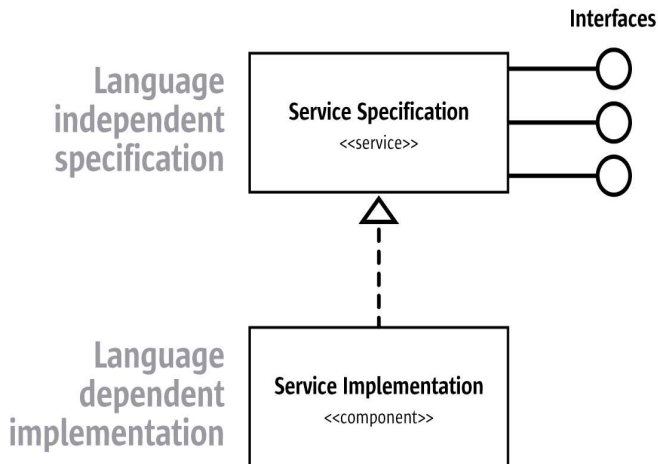 Interfaces
Language
independent
specification
Service Specification
<<service>>
Language
dependent
implementation
Service Implementation
<<component>>